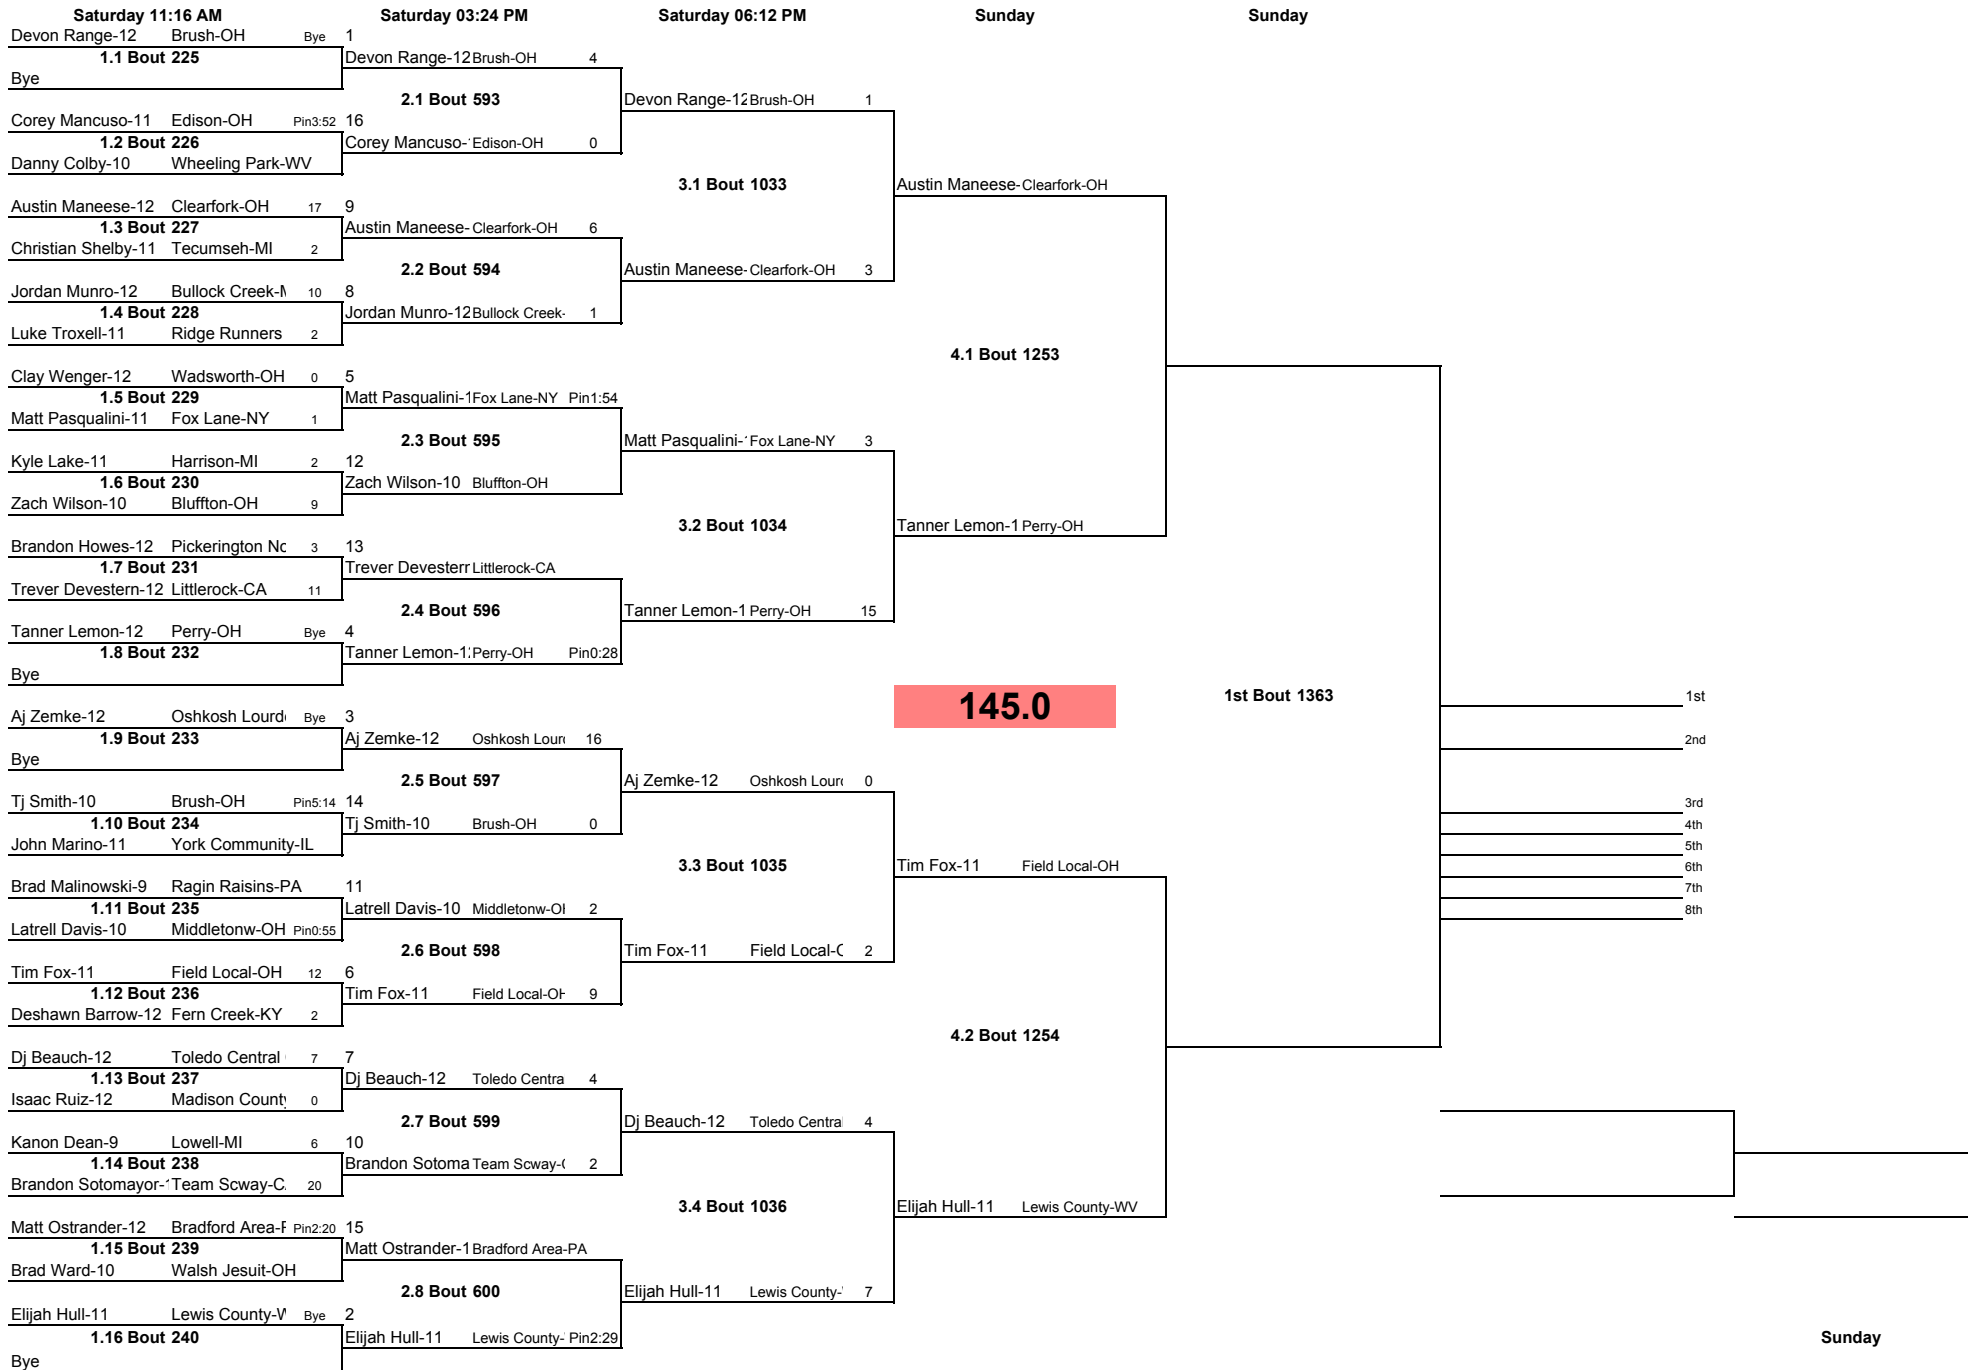 Saturday 11:16 AM Saturday 03:24 PM Saturday 06:12 PM Sunday Sunday
Devon Range-12 Brush-OH Bye 1
1.1 Bout 225 Devon Range-12 Brush-OH 4
Bye
2.1 Bout 593 Devon Range-12 Brush-OH 1
Corey Mancuso-11 Edison-OH Pin3:52 16
1.2 Bout 226 Corey Mancuso- Edison-OH 0
Danny Colby-10 Wheeling Park-WV
3.1 Bout 1033 Austin Maneese- Clearfork-OH
Austin Maneese-12 Clearfork-OH 17 9
1.3 Bout 227 Austin Maneese- Clearfork-OH 6
Christian Shelby-11 Tecumseh-MI 2
2.2 Bout 594 Austin Maneese- Clearfork-OH 3
Jordan Munro-12 Bullock Creek- 10 8
1.4 Bout 228 Jordan Munro-12 Bullock Creek- 1
Luke Troxell-11 Ridge Runners 2
4.1 Bout 1253
Clay Wenger-12 Wadsworth-OH 0 5
1.5 Bout 229 Matt Pasqualini-1 Fox Lane-NY Pin1:54
Matt Pasqualini-11 Fox Lane-NY 1
2.3 Bout 595 Matt Pasqualini- Fox Lane-NY 3
Kyle Lake-11 Harrison-MI 2 12
1.6 Bout 230 Zach Wilson-10 Bluffton-OH
Zach Wilson-10 Bluffton-OH 9
3.2 Bout 1034 Tanner Lemon-1 Perry-OH
Brandon Howes-12 Pickerington Nc 3 13
1.7 Bout 231 Trever Devestern Littlerock-CA
Trever Devestern-12 Littlerock-CA 11
2.4 Bout 596 Tanner Lemon-1 Perry-OH 15
Tanner Lemon-12 Perry-OH Bye 4
1.8 Bout 232 Tanner Lemon-1 Perry-OH Pin0:28
Bye
145.0 1st Bout 1363 1st
Aj Zemke-12 Oshkosh Lourd Bye 3
1.9 Bout 233 Aj Zemke-12 Oshkosh Lour 16 2nd
Bye
2.5 Bout 597 Aj Zemke-12 Oshkosh Lour 0
Tj Smith-10 Brush-OH Pin5:14 14 3rd
1.10 Bout 234 Tj Smith-10 Brush-OH 0 4th
John Marino-11 York Community-IL 5th
3.3 Bout 1035 Tim Fox-11 Field Local-OH 6th
Brad Malinowski-9 Ragin Raisins-PA 11 7th
1.11 Bout 235 Latrell Davis-10 Middletonw-O 2 8th
Latrell Davis-10 Middletonw-OH Pin0:55
2.6 Bout 598 Tim Fox-11 Field Local- 2
Tim Fox-11 Field Local-OH 12 6
1.12 Bout 236 Tim Fox-11 Field Local-OH 9
Deshawn Barrow-12 Fern Creek-KY 2
4.2 Bout 1254
Dj Beauch-12 Toledo Central 7 7
1.13 Bout 237 Dj Beauch-12 Toledo Centra 4
Isaac Ruiz-12 Madison County 0
2.7 Bout 599 Dj Beauch-12 Toledo Central 4
Kanon Dean-9 Lowell-MI 6 10
1.14 Bout 238 Brandon Sotoma Team Scway- 2
Brandon Sotomayor- Team Scway-C 20
3.4 Bout 1036 Elijah Hull-11 Lewis County-WV
Matt Ostrander-12 Bradford Area- Pin2:20 15
1.15 Bout 239 Matt Ostrander-1 Bradford Area-PA
Brad Ward-10 Walsh Jesuit-OH
2.8 Bout 600 Elijah Hull-11 Lewis County- 7
Elijah Hull-11 Lewis County- Bye 2
1.16 Bout 240 Elijah Hull-11 Lewis County- Pin2:29 Sunday
Bye